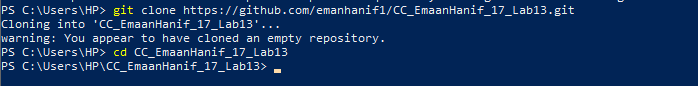 PS C:\Users\HP> git clone https://github.com/emanhanif1/CC_EmaanHanif_17_Lab13.git
Cloning into 'CC_EmaanHanif_17_Lab13'...
warning: You appear to have cloned an empty repository.
PS C:\Users\HP> cd CC_EmaanHanif_17_Lab13
PS C:\Users\HP\CC_EmaanHanif_17_Lab13>